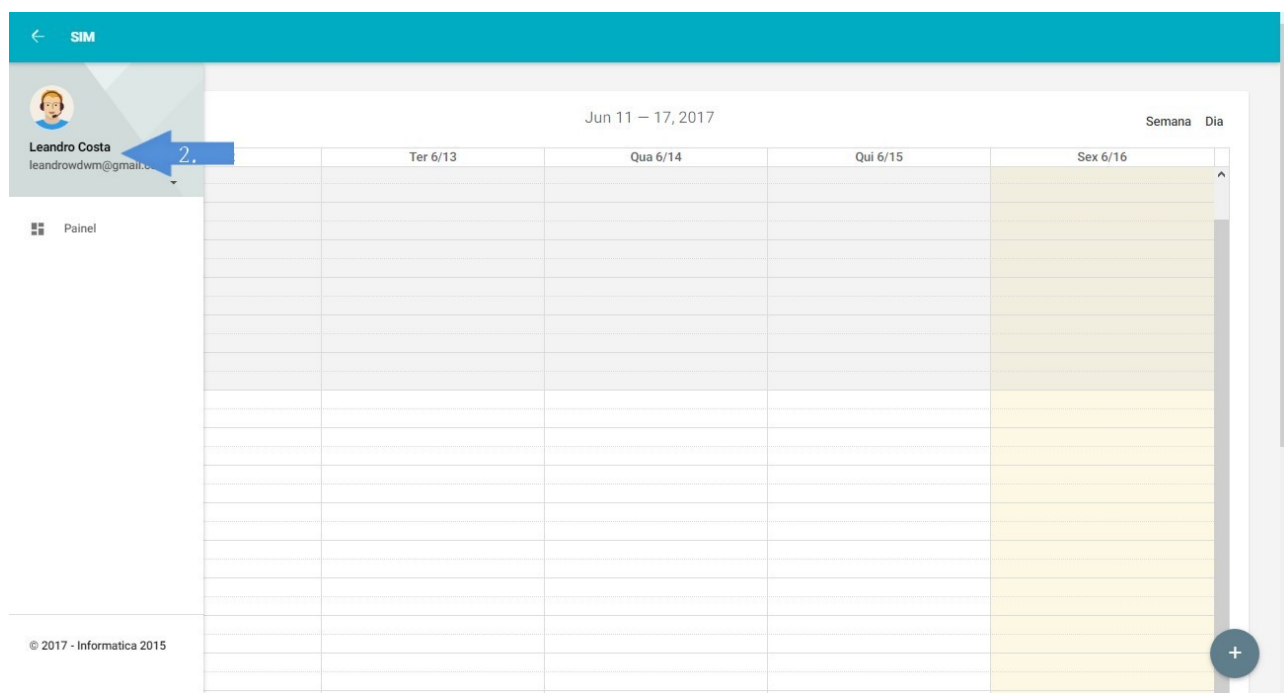 SIM
Leandro Costa
2.
Painel
© 2017 - Informatica 2015
Jun 11 — 17, 2017
Semana Dia
Ter 6/13 Qua 6/14 Qui 6/15 Sex 6/16
+